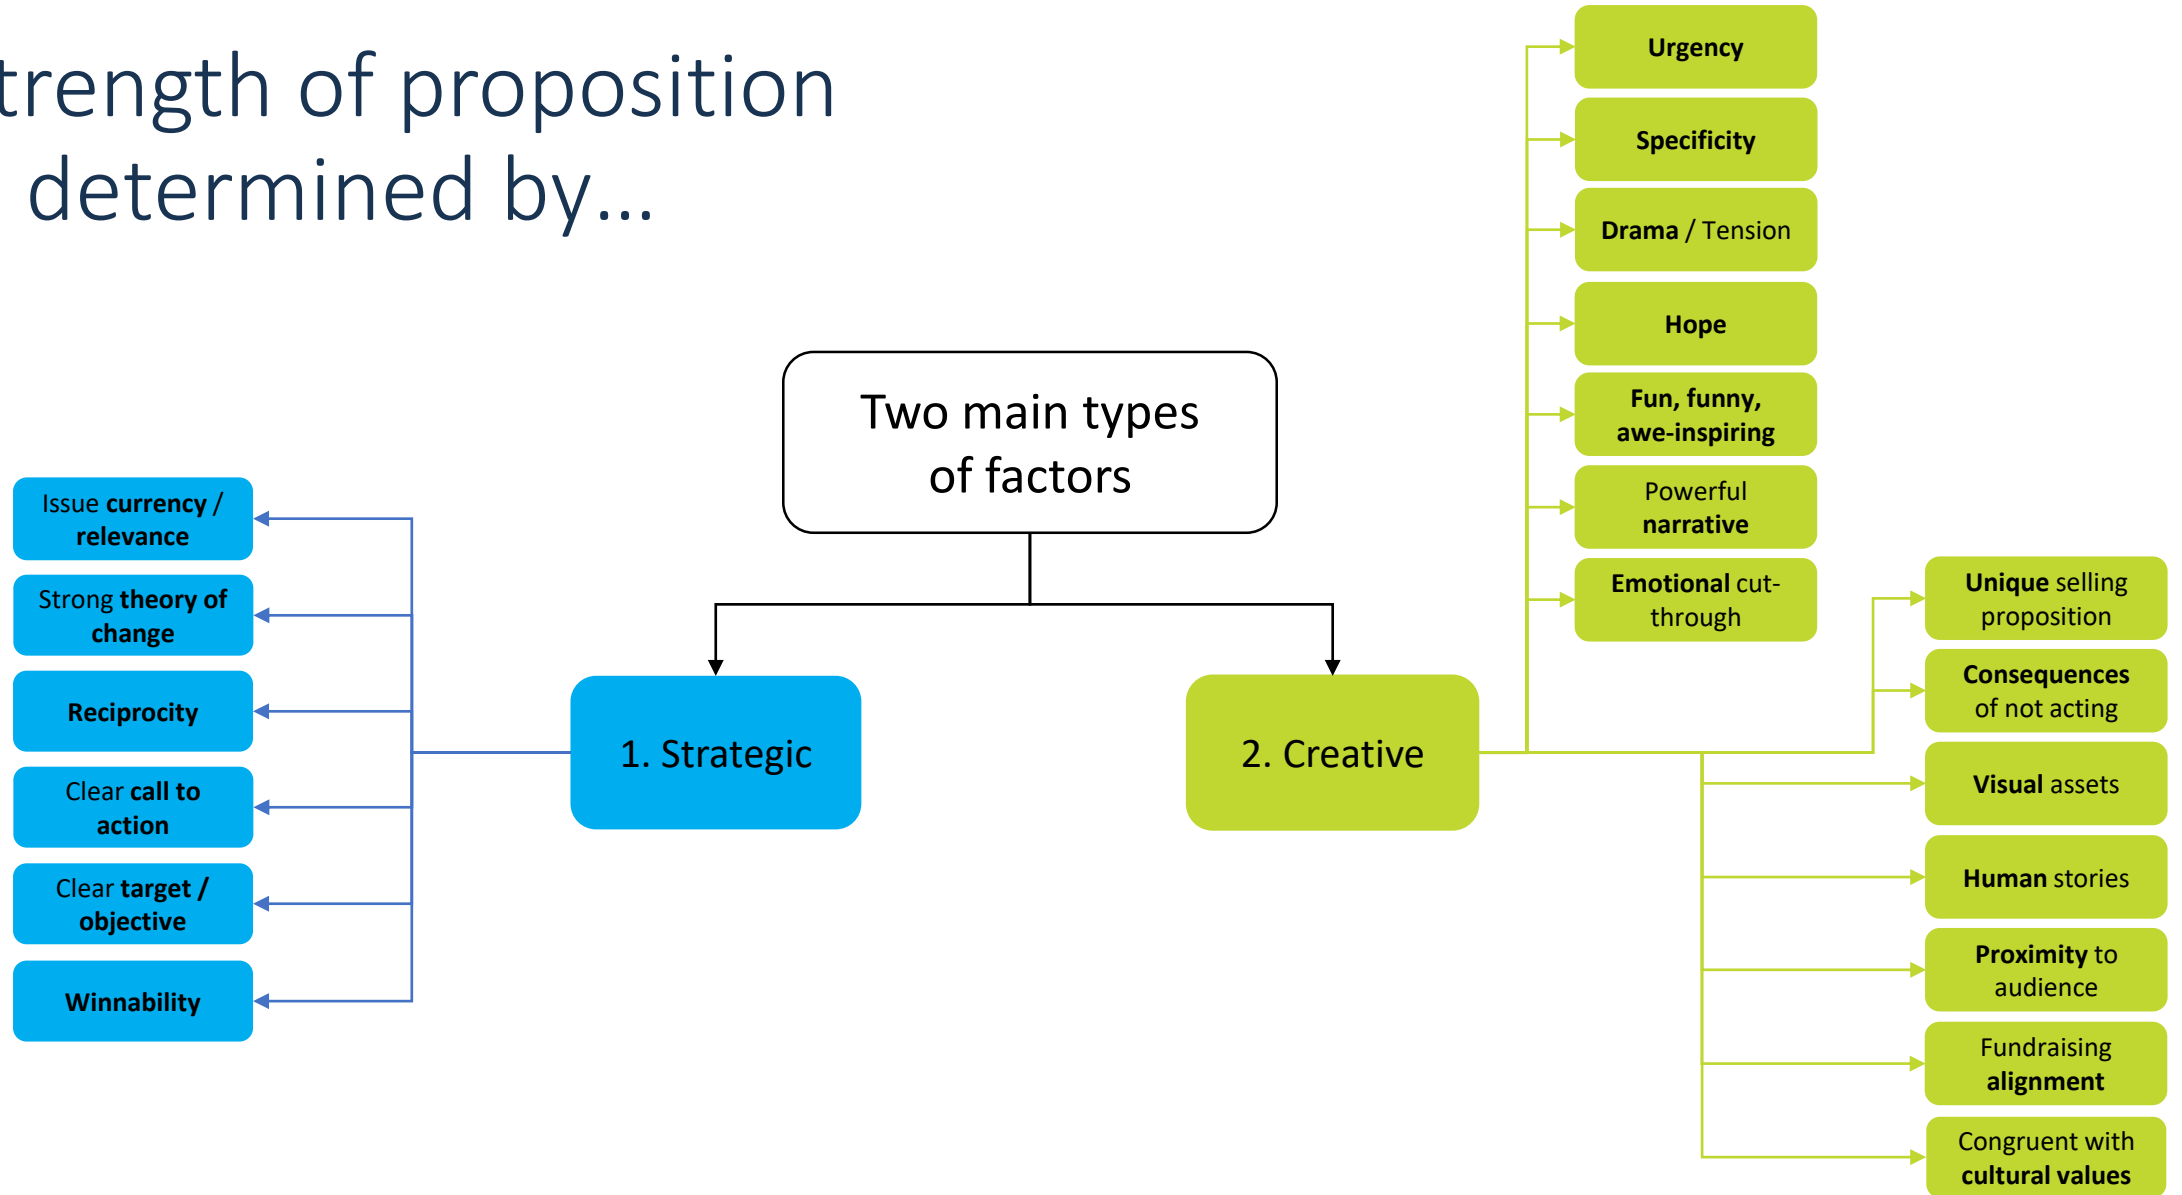 trength of proposition
determined by...
Two main types
of factors
1. Strategic
Issue currency /
relevance
Strong theory of
change
Reciprocity
Clear call to
action
Clear target /
objective
Winnability
2. Creative
Urgency
Specificity
Drama / Tension
Hope
Fun, funny,
awe-inspiring
Powerful
narrative
Emotional cut-
through
Unique selling
proposition
Consequences
of not acting
Visual assets
Human stories
Proximity to
audience
Fundraising
alignment
Congruent with
cultural values